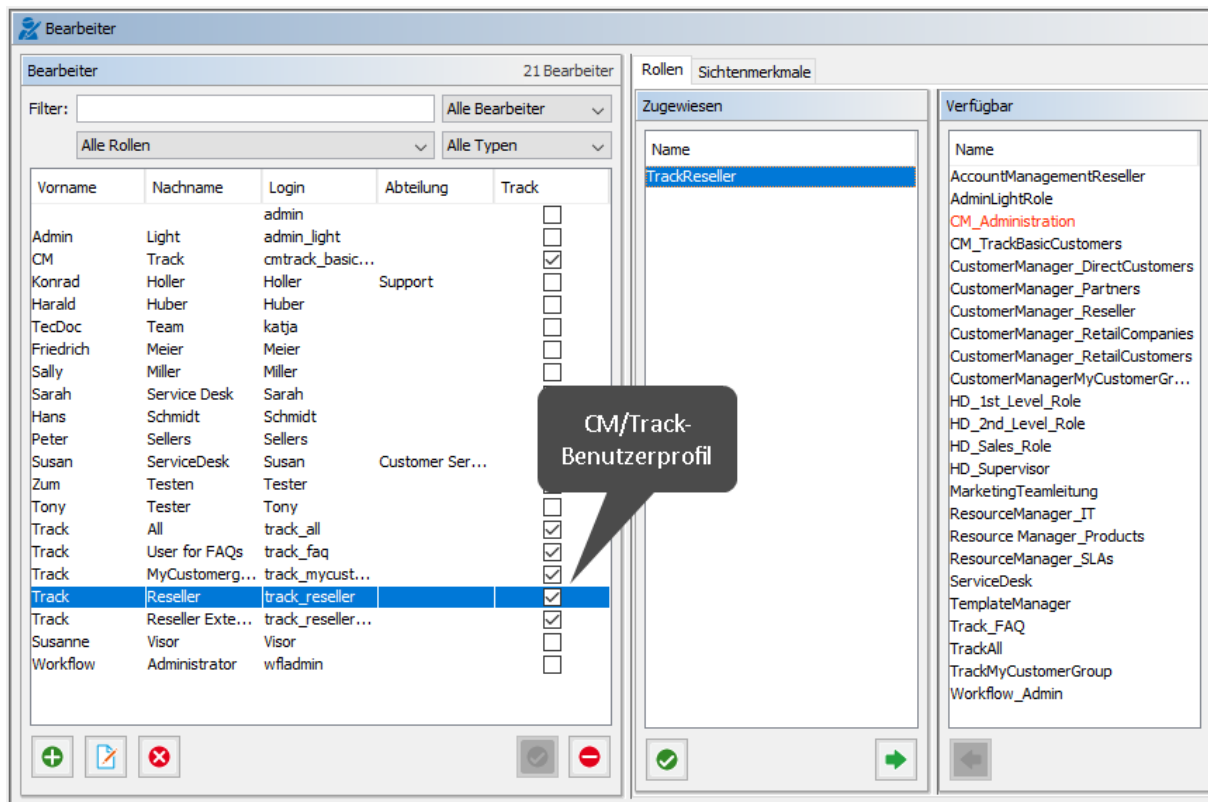 Bearbeiter
Bearbeiter 21 Bearbeiter
Filter: Alle Bearbeiter
Alle Rollen Alle Typen
Vorname Nachname Login Abteilung Track
admin
Admin Light admin_light
CM Track cmtrack_basic...
Konrad Holler Holler Support
Harald Huber Huber
TecDoc Team katja
Friedrich Meier Meier
Sally Miller Miller
Sarah Service Desk Sarah
Hans Schmidt Schmidt
Peter Sellers Sellers
Susan ServiceDesk Susan Customer Ser...
Zum Testen Tester
Tony Tester Tony
Track All track_all
Track User for FAQs track_faq
Track MyCustomerg... track_mycust...
Track Reseller track_reseller
Track Reseller Exte... track_reseller...
Susanne Visor Visor
Workflow Administrator wfladmin
CM/Track-
Benutzerprofil
Rollen Sichtenmerkmale
Zugewiesen
Name
TrackReseller
Verfügbar
Name
AccountManagementReseller
AdminLightRole
CM_Administration
CM_TrackBasicCustomers
CustomerManager_DirectCustomers
CustomerManager_Partners
CustomerManager_Reseller
CustomerManager_RetailCompanies
CustomerManager_RetailCustomers
CustomerManagerMyCustomerGr...
HD_1st_Level_Role
HD_2nd_Level_Role
HD_Sales_Role
HD_Supervisor
MarketingTeamleitung
ResourceManager_IT
Resource Manager_Products
ResourceManager_SLAs
ServiceDesk
TemplateManager
Track_FAQ
TrackAll
TrackMyCustomerGroup
Workflow_Admin